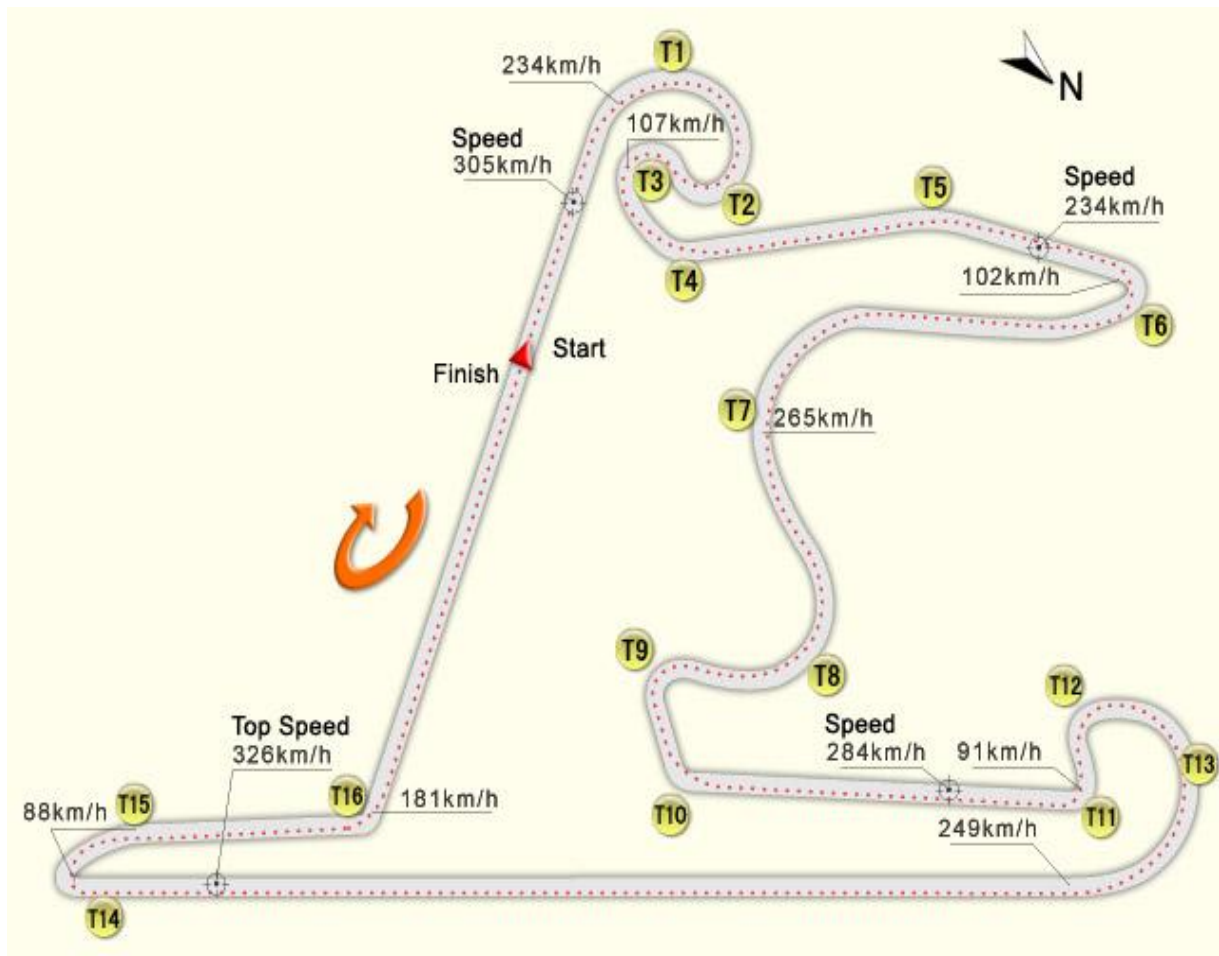 T1
234km/h
N
107km/h
Speed
305km/h
T3
T2
T5
Speed
234km/h
T4
102km/h
T6
Start
Finish
T7
265km/h
T9
T8
T12
Top Speed
326km/h
Speed
284km/h
91km/h
T13
T15
T16
181km/h
88km/h
T10
T11
249km/h
T14